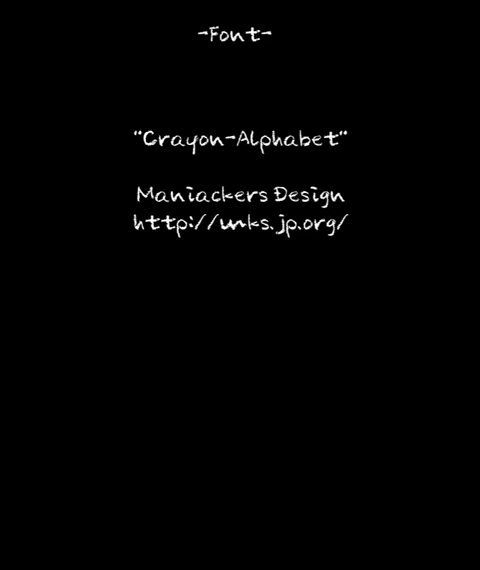 -Font-
"Crayon-Alphabet"
Maniackers Design
http://mks.jp.org/